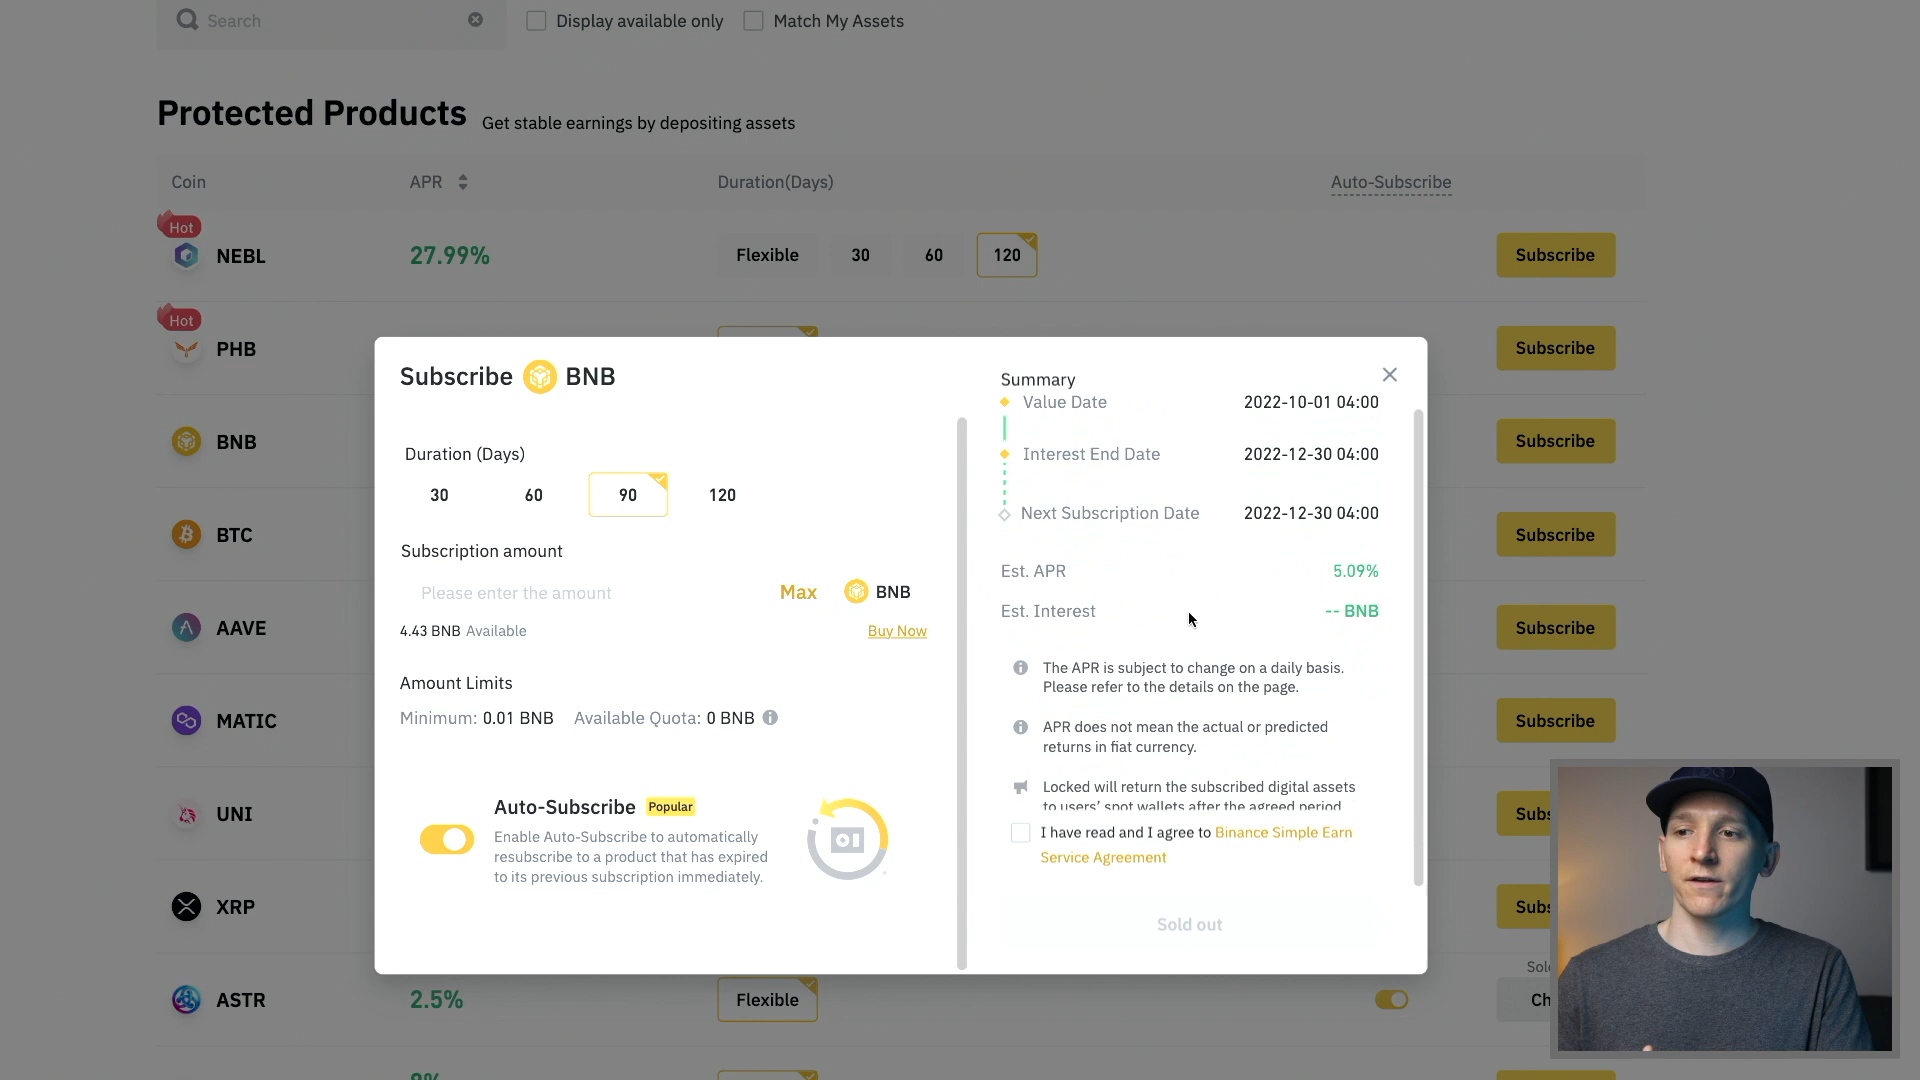 Search
Display available only
Match My Assets
Protected Products
Get stable earnings by depositing assets
Coin
APR
Duration(Days)
Auto-Subscribe
Hot
NEBL
27.99%
Flexible
30
60
120
Subscribe
Hot
PHB
Subscribe
BNB
Subscribe
BTC
Subscribe
AAVE
Subscribe
MATIC
Subscribe
UNI
XRP
ASTR
2.5%
Flexible
Subscribe BNB
Duration (Days)
30
60
90
120
Subscription amount
Please enter the amount
Max
BNB
4.43 BNB Available
Buy Now
Amount Limits
Minimum: 0.01 BNB
Available Quota: 0 BNB
Auto-Subscribe
Popular
Enable Auto-Subscribe to automatically
resubscribe to a product that has expired
to its previous subscription immediately.
Summary
Value Date
2022-10-01 04:00
Interest End Date
2022-12-30 04:00
Next Subscription Date
2022-12-30 04:00
Est. APR
5.09%
Est. Interest
-- BNB
The APR is subject to change on a daily basis.
Please refer to the details on the page.
APR does not mean the actual or predicted
returns in fiat currency.
Locked will return the subscribed digital assets
to users' spot wallets after the agreed period
I have read and I agree to Binance Simple Earn
Service Agreement
Sold out